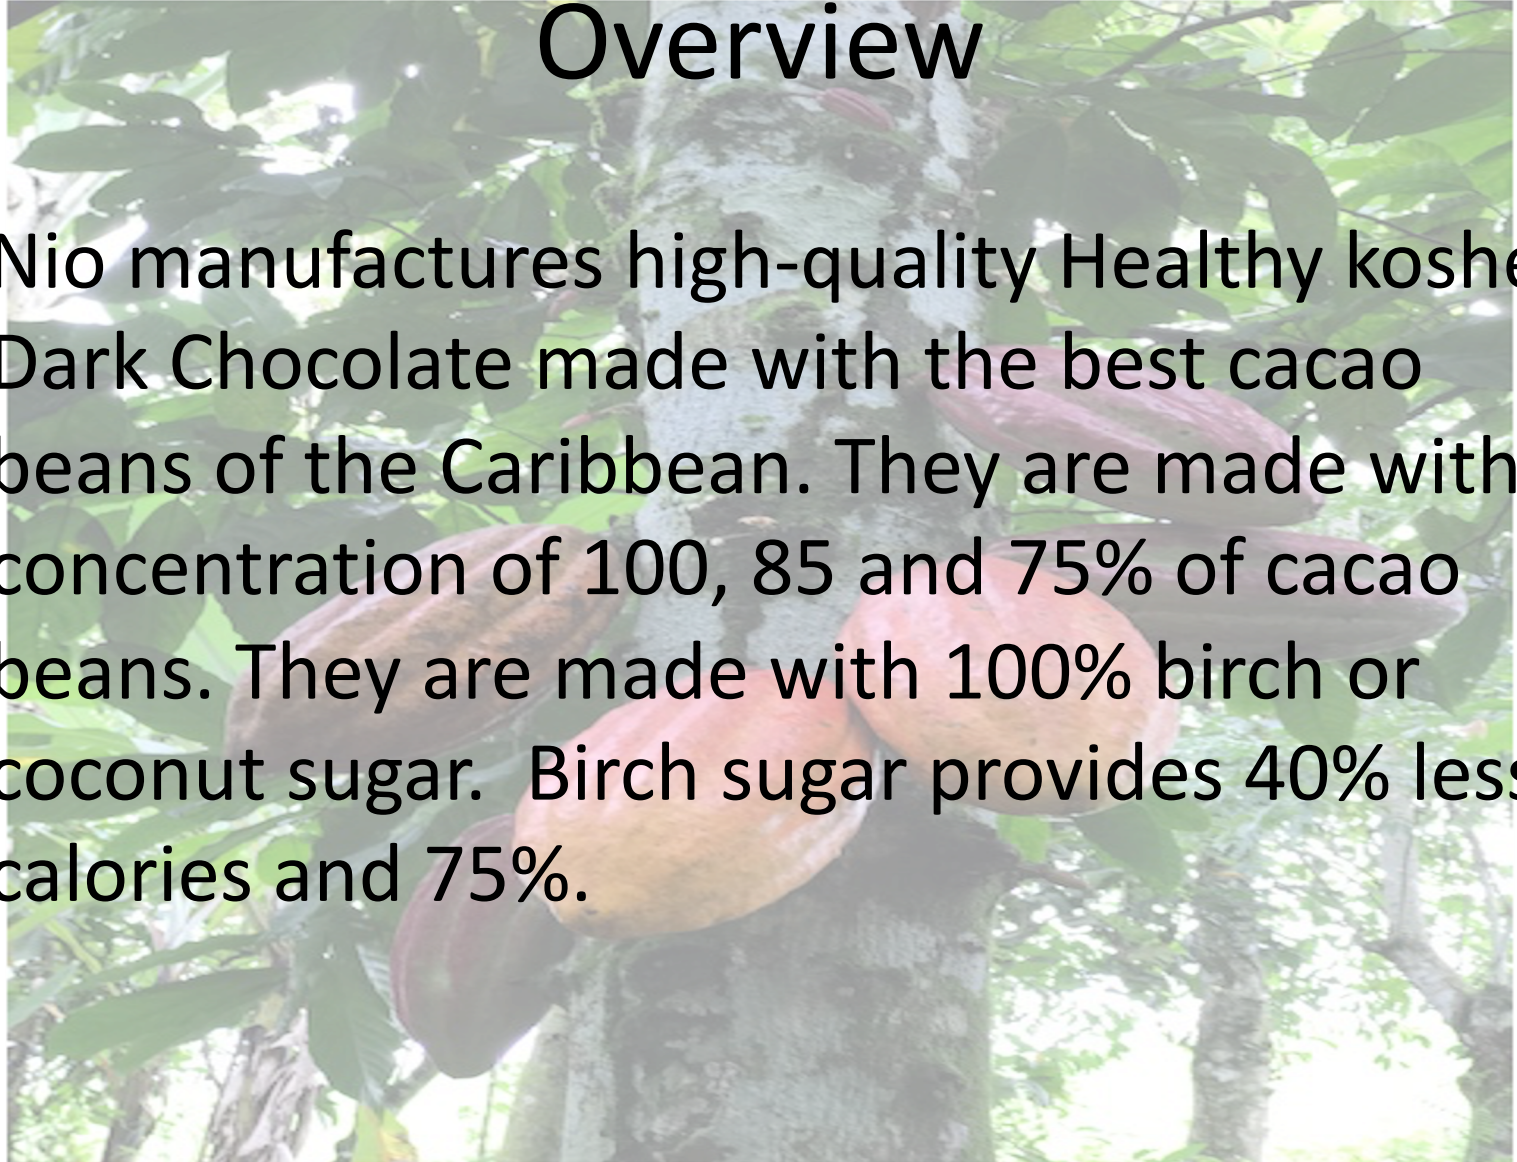 Overview
Nio manufactures high-quality Healthy koshe
Dark Chocolate made with the best cacao
beans of the Caribbean. They are made with
concentration of 100, 85 and 75% of cacao
beans. They are made with 100% birch or
coconut sugar.  Birch sugar provides 40% less
calories and 75%.